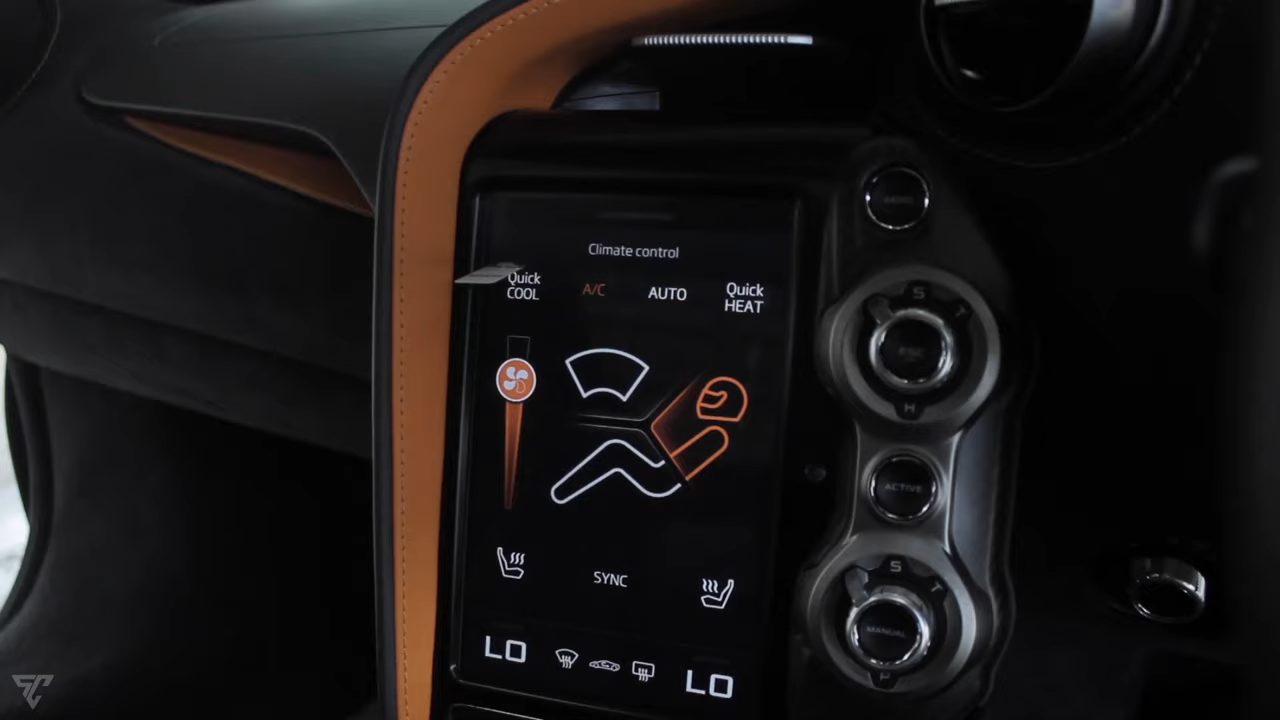 Climate control
Quick
COOL
A/C
AUTO
Quick
HEAT
SYNC
LO
LO
S
T
H
ACTIVE
S
T
P
MANUAL